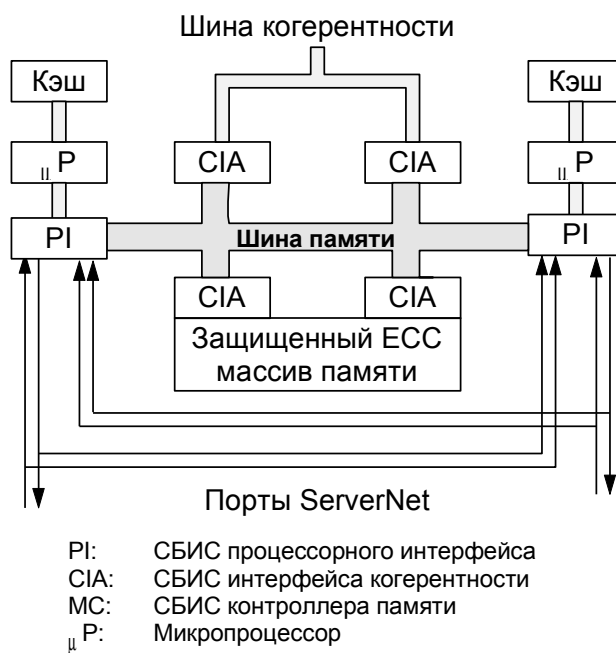 Шина когерентности
Кэш
Кэш
μP
CIA
CIA
μP
PI
Шина памяти
PI
CIA
CIA
Защищенный ECC
массив памяти
Порты ServerNet
PI: СБИС процессорного интерфейса
CIA: СБИС интерфейса когерентности
MC: СБИС контроллера памяти
μP: Микропроцессор